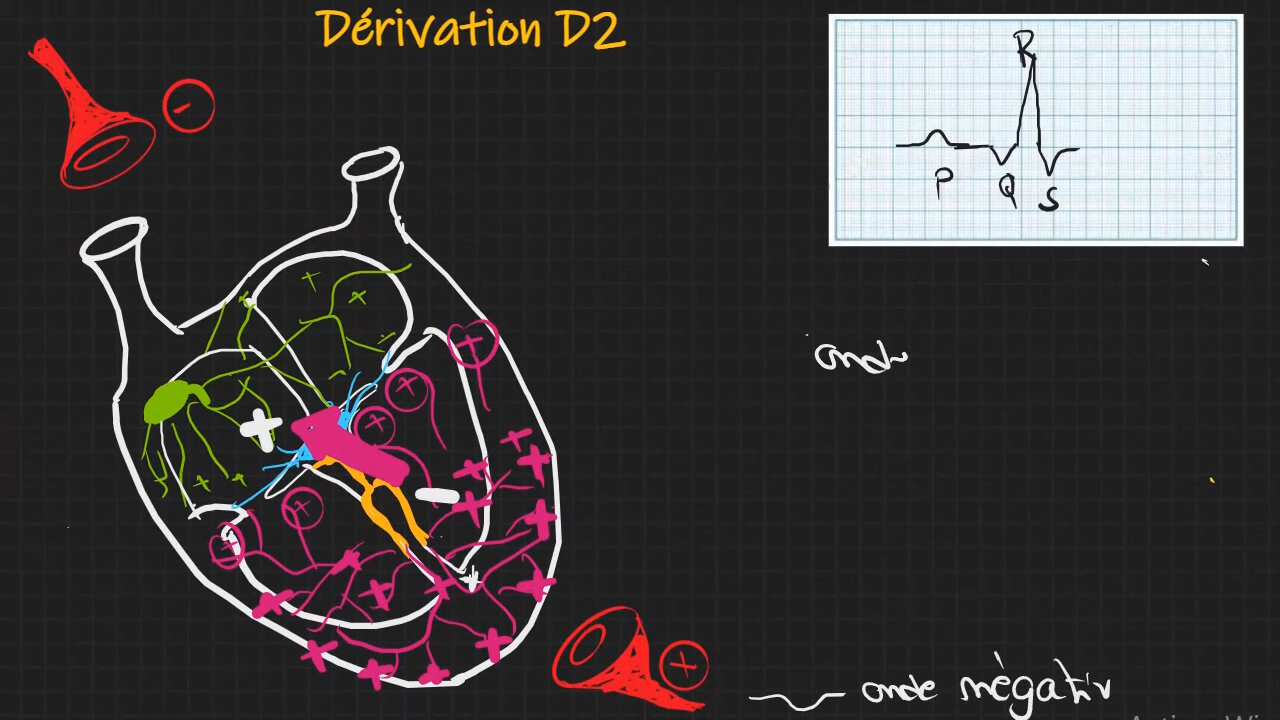 Dérivation D2
R
P Q S
onde
onde négativ